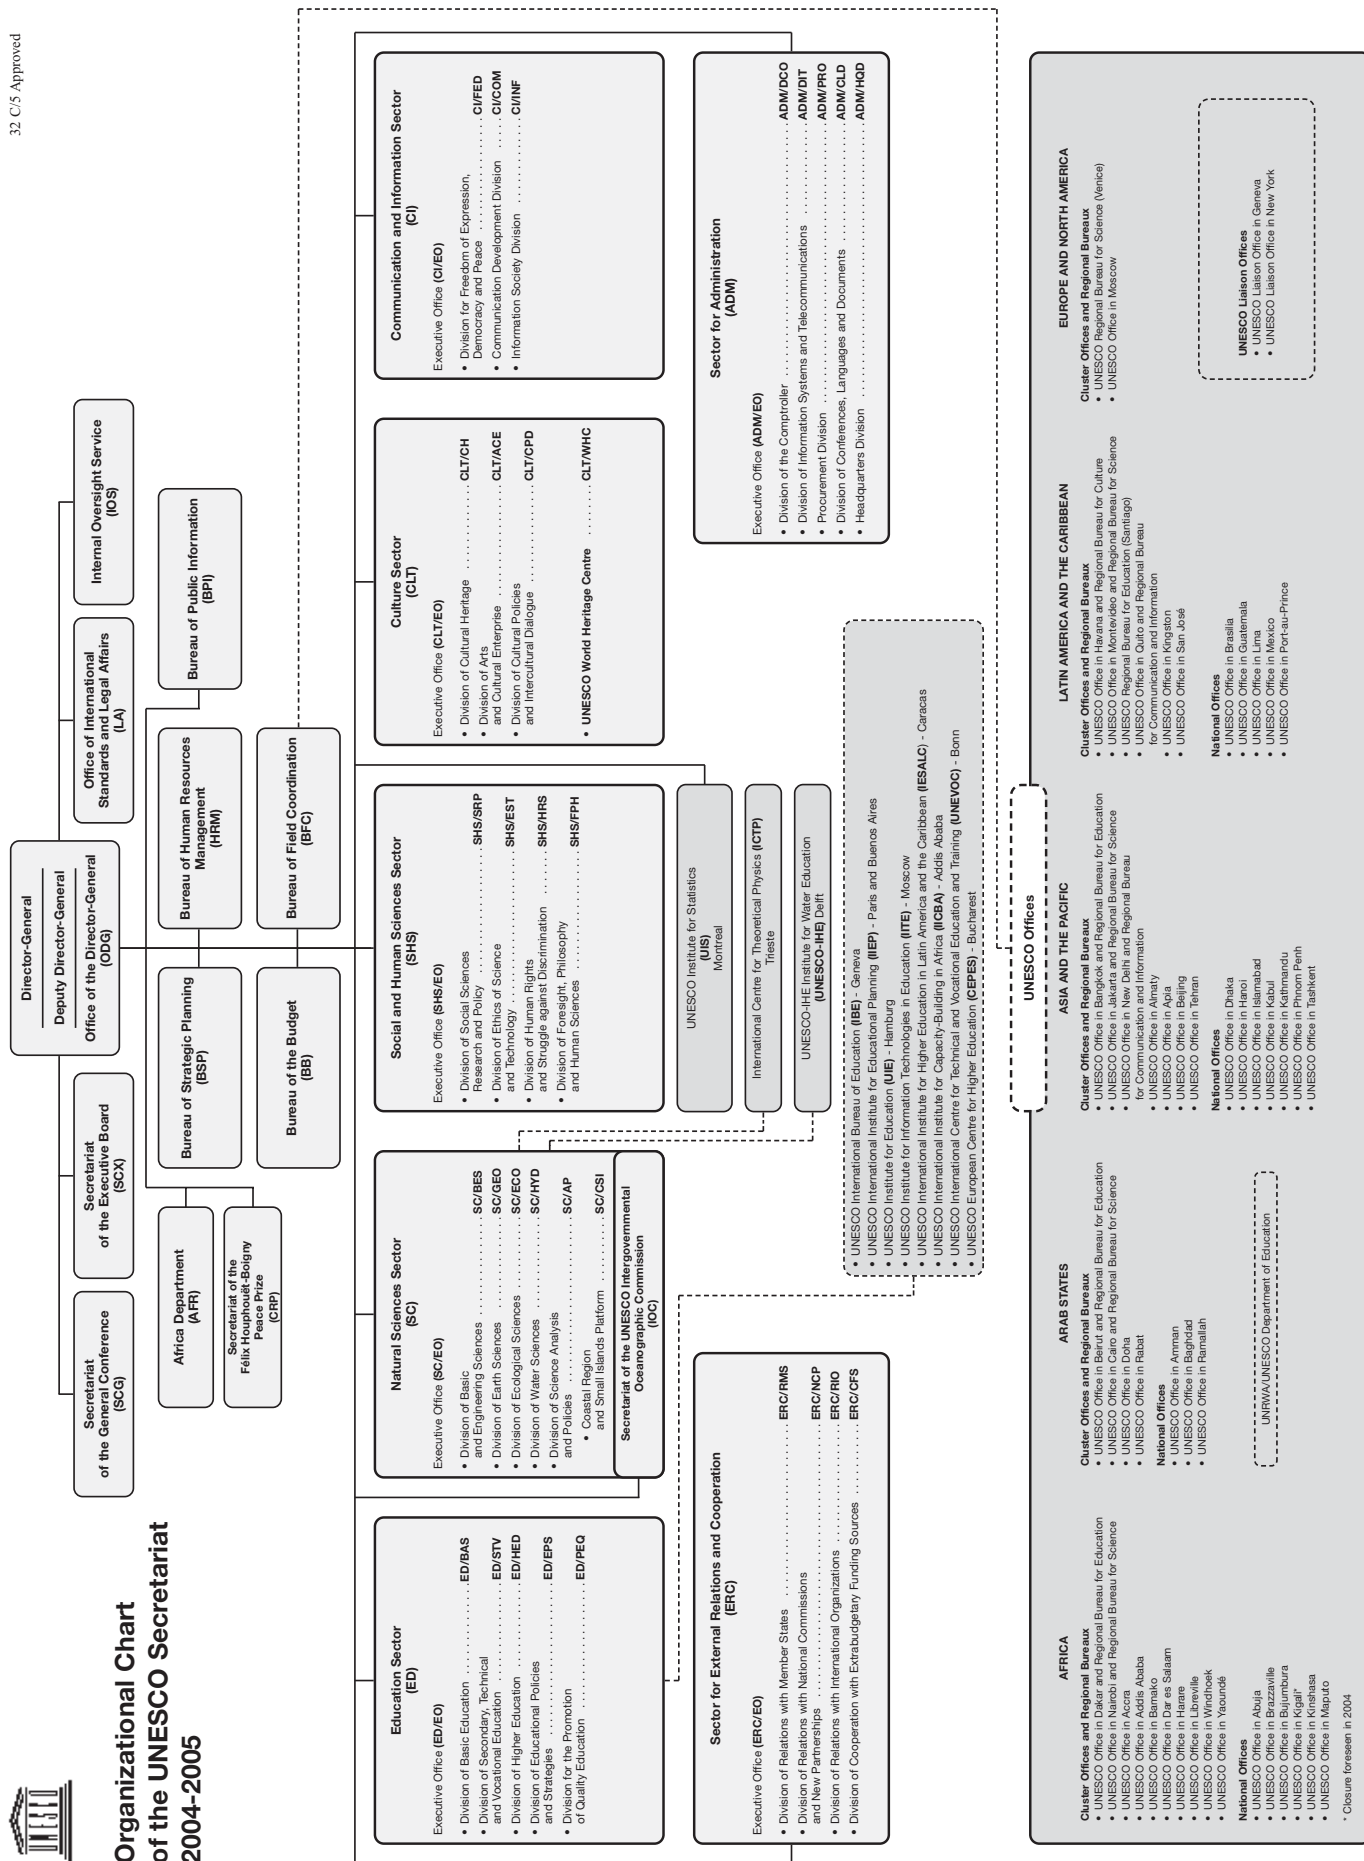 32 C/5 Approved
UNESCO
Organizational Chart
of the UNESCO Secretariat
2004–2005
Director-General
Deputy Director-General
Office of the Director-General
(ODG)
Secretariat
of the General Conference
(SCG)
Secretariat
of the Executive Board
(SCX)
Office of International
Standards and Legal Affairs
(LA)
Internal Oversight Service
(IOS)
Africa Department
(AFR)
Secretariat of the
Félix Houphouët-Boigny
Peace Prize
(CRP)
Bureau of Strategic Planning
(BSP)
Bureau of Human Resources
Management
(HRM)
Bureau of Public Information
(BPI)
Bureau of the Budget
(BB)
Bureau of Field Coordination
(BFC)
Education Sector
(ED)
Executive Office (ED/EO)
• Division of Basic Education . . . . . . . . . . ED/BAS
• Division of Secondary, Technical
and Vocational Education . . . . . . . . . . ED/STV
• Division of Higher Education . . . . . . . . . . ED/HED
• Division of Educational Policies
and Strategies . . . . . . . . . . ED/EPS
• Division for the Promotion
of Quality Education . . . . . . . . . . ED/PEQ
Natural Sciences Sector
(SC)
Executive Office (SC/EO)
• Division of Basic
and Engineering Sciences . . . . . . . . . . SC/BES
• Division of Earth Sciences . . . . . . . . . . SC/GEO
• Division of Ecological Sciences . . . . . . . . . . SC/ECO
• Division of Water Sciences . . . . . . . . . . SC/HYD
• Division of Science Analysis
and Policies . . . . . . . . . . SC/AP
• Coastal Region
and Small Islands Platform . . . . . . . . . . SC/CSI
Secretariat of the UNESCO Intergovernmental
Oceanographic Commission
(IOC)
Social and Human Sciences Sector
(SHS)
Executive Office (SHS/EO)
• Division of Social Sciences
Research and Policy . . . . . . . . . . SHS/SRP
• Division of Ethics of Science
and Technology . . . . . . . . . . SHS/EST
• Division of Human Rights
and Struggle against Discrimination . . . . . . . . SHS/HRS
• Division of Foresight, Philosophy
and Human Sciences . . . . . . . . . . SHS/FPH
Culture Sector
(CLT)
Executive Office (CLT/EO)
• Division of Cultural Heritage . . . . . . . . . . CLT/CH
• Division of Arts
and Cultural Enterprise . . . . . . . . . . CLT/ACE
• Division of Cultural Policies
and Intercultural Dialogue . . . . . . . . . . CLT/CPD
• UNESCO World Heritage Centre . . . . . . . . CLT/WHC
Communication and Information Sector
(CI)
Executive Office (CI/EO)
• Division for Freedom of Expression,
Democracy and Peace . . . . . . . . . . CI/FED
• Communication Development Division . . . . . CI/COM
• Information Society Division . . . . . . . . . . CI/INF
UNESCO Institute for Statistics
(UIS)
Montreal
International Centre for Theoretical Physics (ICTP)
Trieste
UNESCO-IHE Institute for Water Education
(UNESCO-IHE) Delft
Sector for External Relations and Cooperation
(ERC)
Executive Office (ERC/EO)
• Division of Relations with Member States . . . . . . . . . . ERC/RMS
• Division of Relations with National Commissions
and New Partnerships . . . . . . . . . . ERC/NCP
• Division of Relations with International Organizations . . . . . . . . . . ERC/RIO
• Division of Cooperation with Extrabudgetary Funding Sources . . . . . . . . ERC/CFS
• UNESCO International Bureau of Education (IBE) - Geneva
• UNESCO International Institute for Educational Planning (IIEP) - Paris and Buenos Aires
• UNESCO Institute for Education (UIE) - Hamburg
• UNESCO Institute for Information Technologies in Education (IITE) - Moscow
• UNESCO International Institute for Higher Education in Latin America and the Caribbean (IESALC) - Caracas
• UNESCO International Institute for Capacity-Building in Africa (IICBA) - Addis Ababa
• UNESCO International Centre for Technical and Vocational Education and Training (UNEVOC) - Bonn
• UNESCO European Centre for Higher Education (CEPES) - Bucharest
Sector for Administration
(ADM)
Executive Office (ADM/EO)
• Division of the Comptroller . . . . . . . . . . ADM/DCO
• Division of Information Systems and Telecommunications . . . . . . . . . . ADM/DIT
• Procurement Division . . . . . . . . . . ADM/PRO
• Division of Conferences, Languages and Documents . . . . . . . . . . ADM/CLD
• Headquarters Division . . . . . . . . . . ADM/HQD
UNESCO Offices
AFRICA
Cluster Offices and Regional Bureaux
• UNESCO Office in Dakar and Regional Bureau for Education
• UNESCO Office in Nairobi and Regional Bureau for Science
• UNESCO Office in Accra
• UNESCO Office in Addis Ababa
• UNESCO Office in Bamako
• UNESCO Office in Dar es Salaam
• UNESCO Office in Harare
• UNESCO Office in Libreville
• UNESCO Office in Windhoek
• UNESCO Office in Yaoundé
National Offices
• UNESCO Office in Abuja
• UNESCO Office in Brazzaville
• UNESCO Office in Bujumbura
• UNESCO Office in Kigali*
• UNESCO Office in Kinshasa
• UNESCO Office in Maputo
* Closure foreseen in 2004
ARAB STATES
Cluster Offices and Regional Bureaux
• UNESCO Office in Beirut and Regional Bureau for Education
• UNESCO Office in Cairo and Regional Bureau for Science
• UNESCO Office in Doha
• UNESCO Office in Rabat
National Offices
• UNESCO Office in Amman
• UNESCO Office in Baghdad
• UNESCO Office in Ramallah
UNRWA/UNESCO Department of Education
ASIA AND THE PACIFIC
Cluster Offices and Regional Bureaux
• UNESCO Office in Bangkok and Regional Bureau for Education
• UNESCO Office in Jakarta and Regional Bureau for Science
• UNESCO Office in New Delhi and Regional Bureau
for Communication and Information
• UNESCO Office in Almaty
• UNESCO Office in Apia
• UNESCO Office in Beijing
• UNESCO Office in Tehran
National Offices
• UNESCO Office in Dhaka
• UNESCO Office in Hanoi
• UNESCO Office in Islamabad
• UNESCO Office in Kabul
• UNESCO Office in Kathmandu
• UNESCO Office in Phnom Penh
• UNESCO Office in Tashkent
LATIN AMERICA AND THE CARIBBEAN
Cluster Offices and Regional Bureaux
• UNESCO Office in Havana and Regional Bureau for Culture
• UNESCO Office in Montevideo and Regional Bureau for Science
• UNESCO Regional Bureau for Education (Santiago)
• UNESCO Office in Quito and Regional Bureau
for Communication and Information
• UNESCO Office in Kingston
• UNESCO Office in San José
National Offices
• UNESCO Office in Brasilia
• UNESCO Office in Guatemala
• UNESCO Office in Lima
• UNESCO Office in Mexico
• UNESCO Office in Port-au-Prince
EUROPE AND NORTH AMERICA
Cluster Offices and Regional Bureaux
• UNESCO Regional Bureau for Science (Venice)
• UNESCO Office in Moscow
UNESCO Liaison Offices
• UNESCO Liaison Office in Geneva
• UNESCO Liaison Office in New York